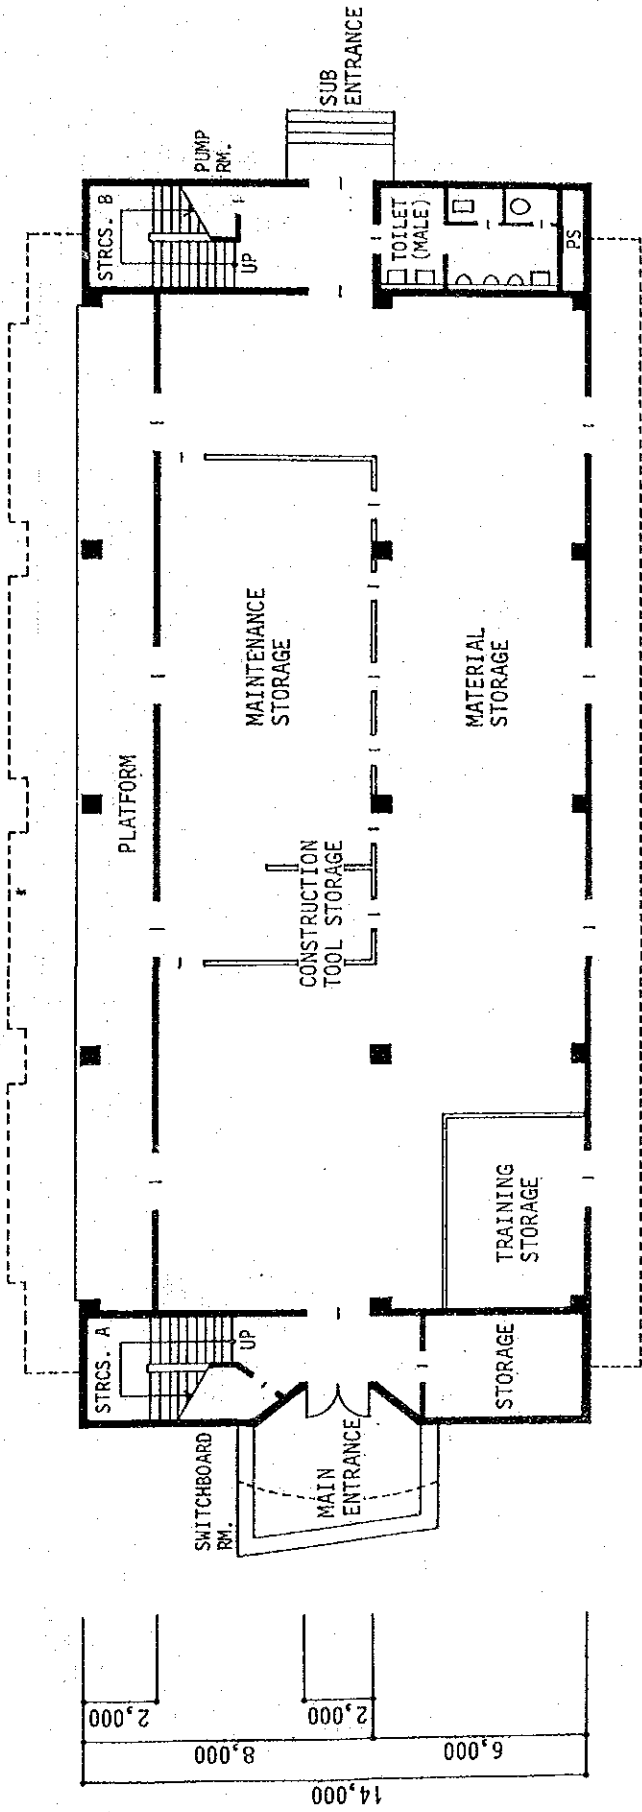 SUB
ENTRANCE
PUMP
RM.
STRCS. B
UP
TOILET
(MALE)
PS
MAINTENANCE
STORAGE
MATERIAL
STORAGE
PLATFORM
CONSTRUCTION
TOOL STORAGE
TRAINING
STORAGE
STRCS. A
UP
STORAGE
SWITCHBOARD
RM.
MAIN
ENTRANCE
2,000
2,000
8,000
6,000
14,000